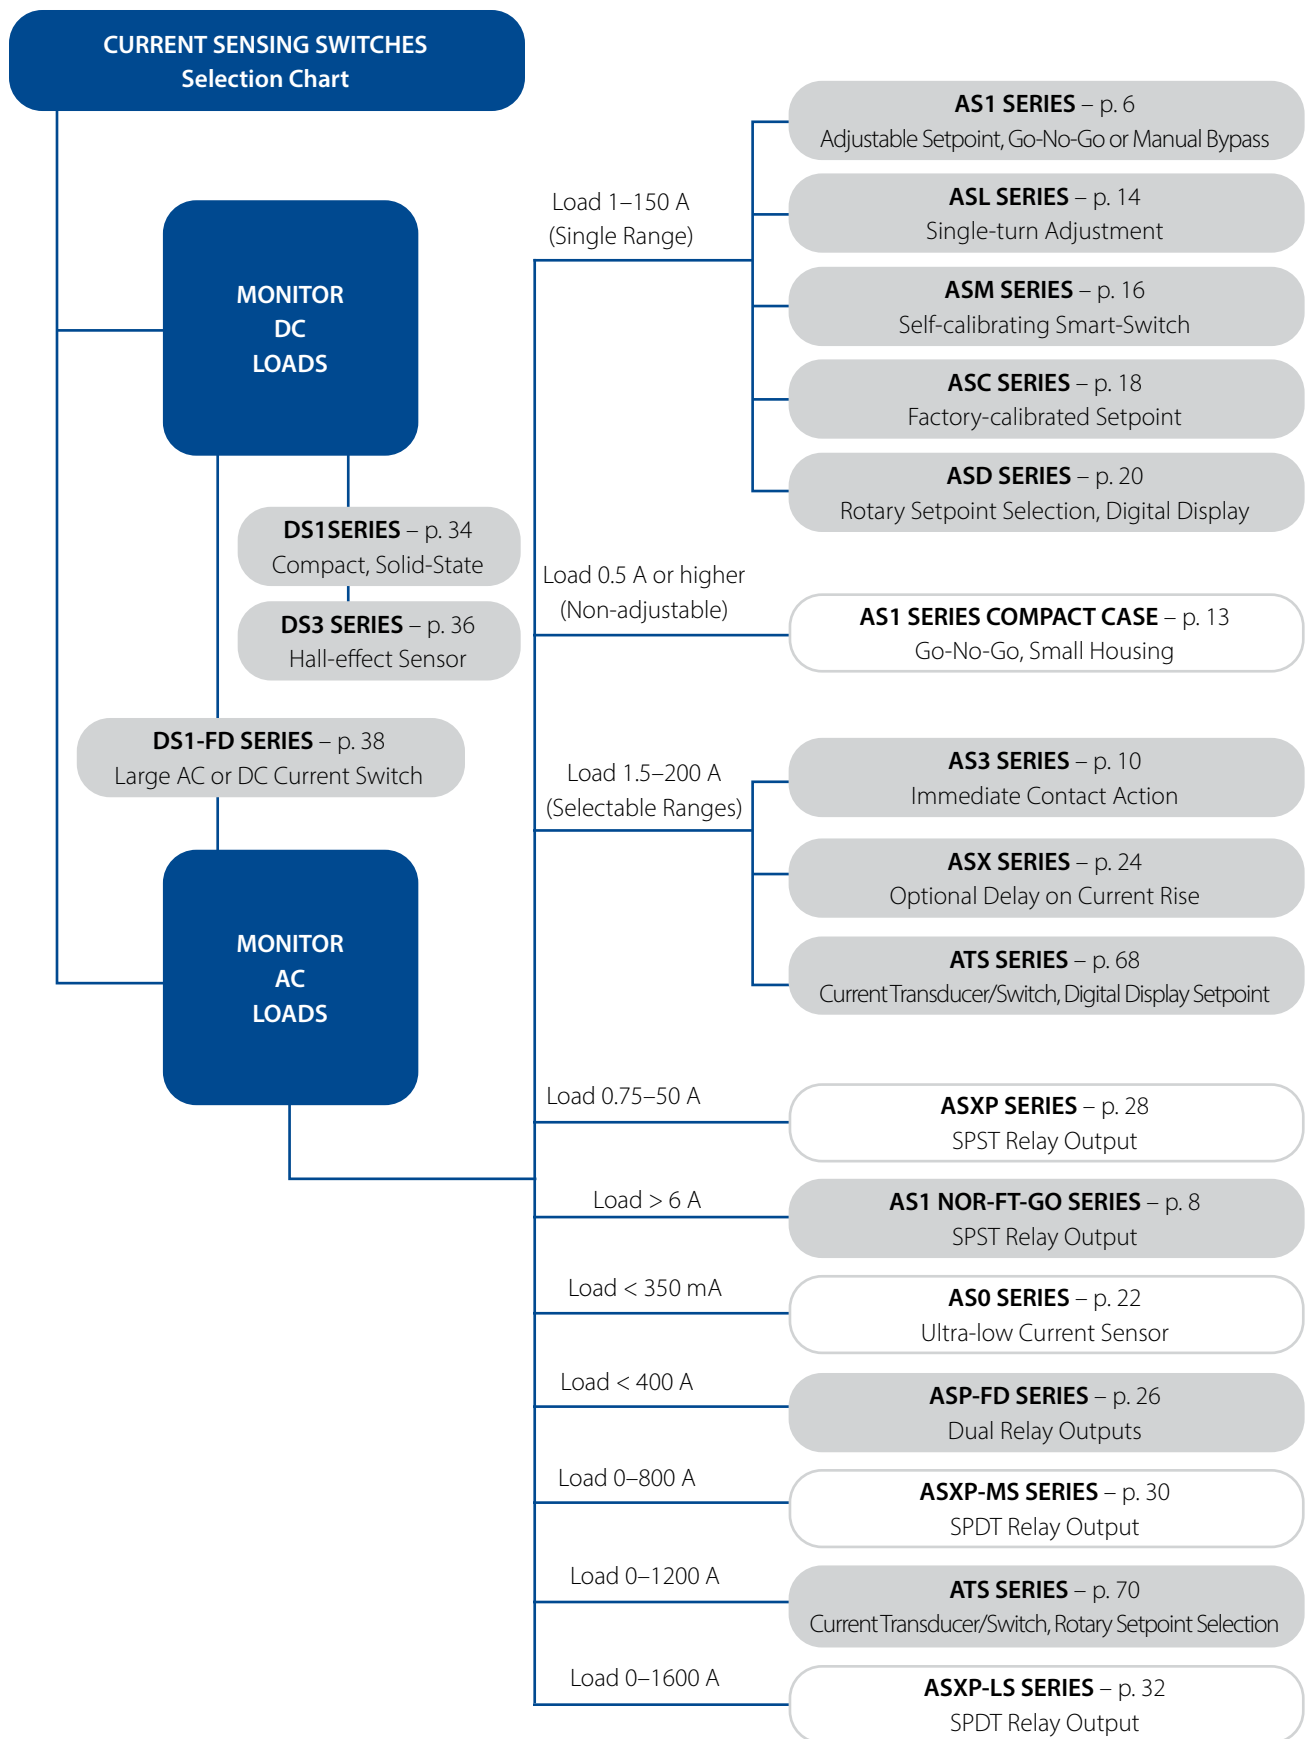 CURRENT SENSING SWITCHES
Selection Chart
MONITOR
DC
LOADS
DS1SERIES – p. 34
Compact, Solid-State
DS3 SERIES – p. 36
Hall-effect Sensor
DS1-FD SERIES – p. 38
Large AC or DC Current Switch
MONITOR
AC
LOADS
Load 1–150 A
(Single Range)
AS1 SERIES – p. 6
Adjustable Setpoint, Go-No-Go or Manual Bypass
ASL SERIES – p. 14
Single-turn Adjustment
ASM SERIES – p. 16
Self-calibrating Smart-Switch
ASC SERIES – p. 18
Factory-calibrated Setpoint
ASD SERIES – p. 20
Rotary Setpoint Selection, Digital Display
Load 0.5 A or higher
(Non-adjustable)
AS1 SERIES COMPACT CASE – p. 13
Go-No-Go, Small Housing
Load 1.5–200 A
(Selectable Ranges)
AS3 SERIES – p. 10
Immediate Contact Action
ASX SERIES – p. 24
Optional Delay on Current Rise
ATS SERIES – p. 68
Current Transducer/Switch, Digital Display Setpoint
Load 0.75–50 A
ASXP SERIES – p. 28
SPST Relay Output
Load > 6 A
AS1 NOR-FT-GO SERIES – p. 8
SPST Relay Output
Load < 350 mA
AS0 SERIES – p. 22
Ultra-low Current Sensor
Load < 400 A
ASP-FD SERIES – p. 26
Dual Relay Outputs
Load 0–800 A
ASXP-MS SERIES – p. 30
SPDT Relay Output
Load 0–1200 A
ATS SERIES – p. 70
Current Transducer/Switch, Rotary Setpoint Selection
Load 0–1600 A
ASXP-LS SERIES – p. 32
SPDT Relay Output